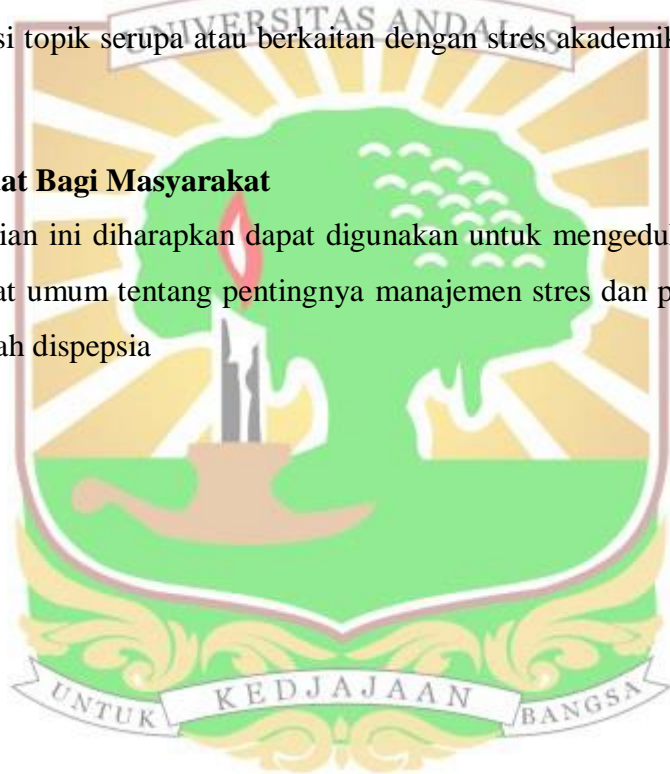 UNIVERSITAS ANDALAS
si topik serupa atau berkaitan dengan stres akademik
at Bagi Masyarakat
ian ini diharapkan dapat digunakan untuk mengedu
at umum tentang pentingnya manajemen stres dan p
ah dispepsia
UNTUK KEDJAJAAN BANGSA